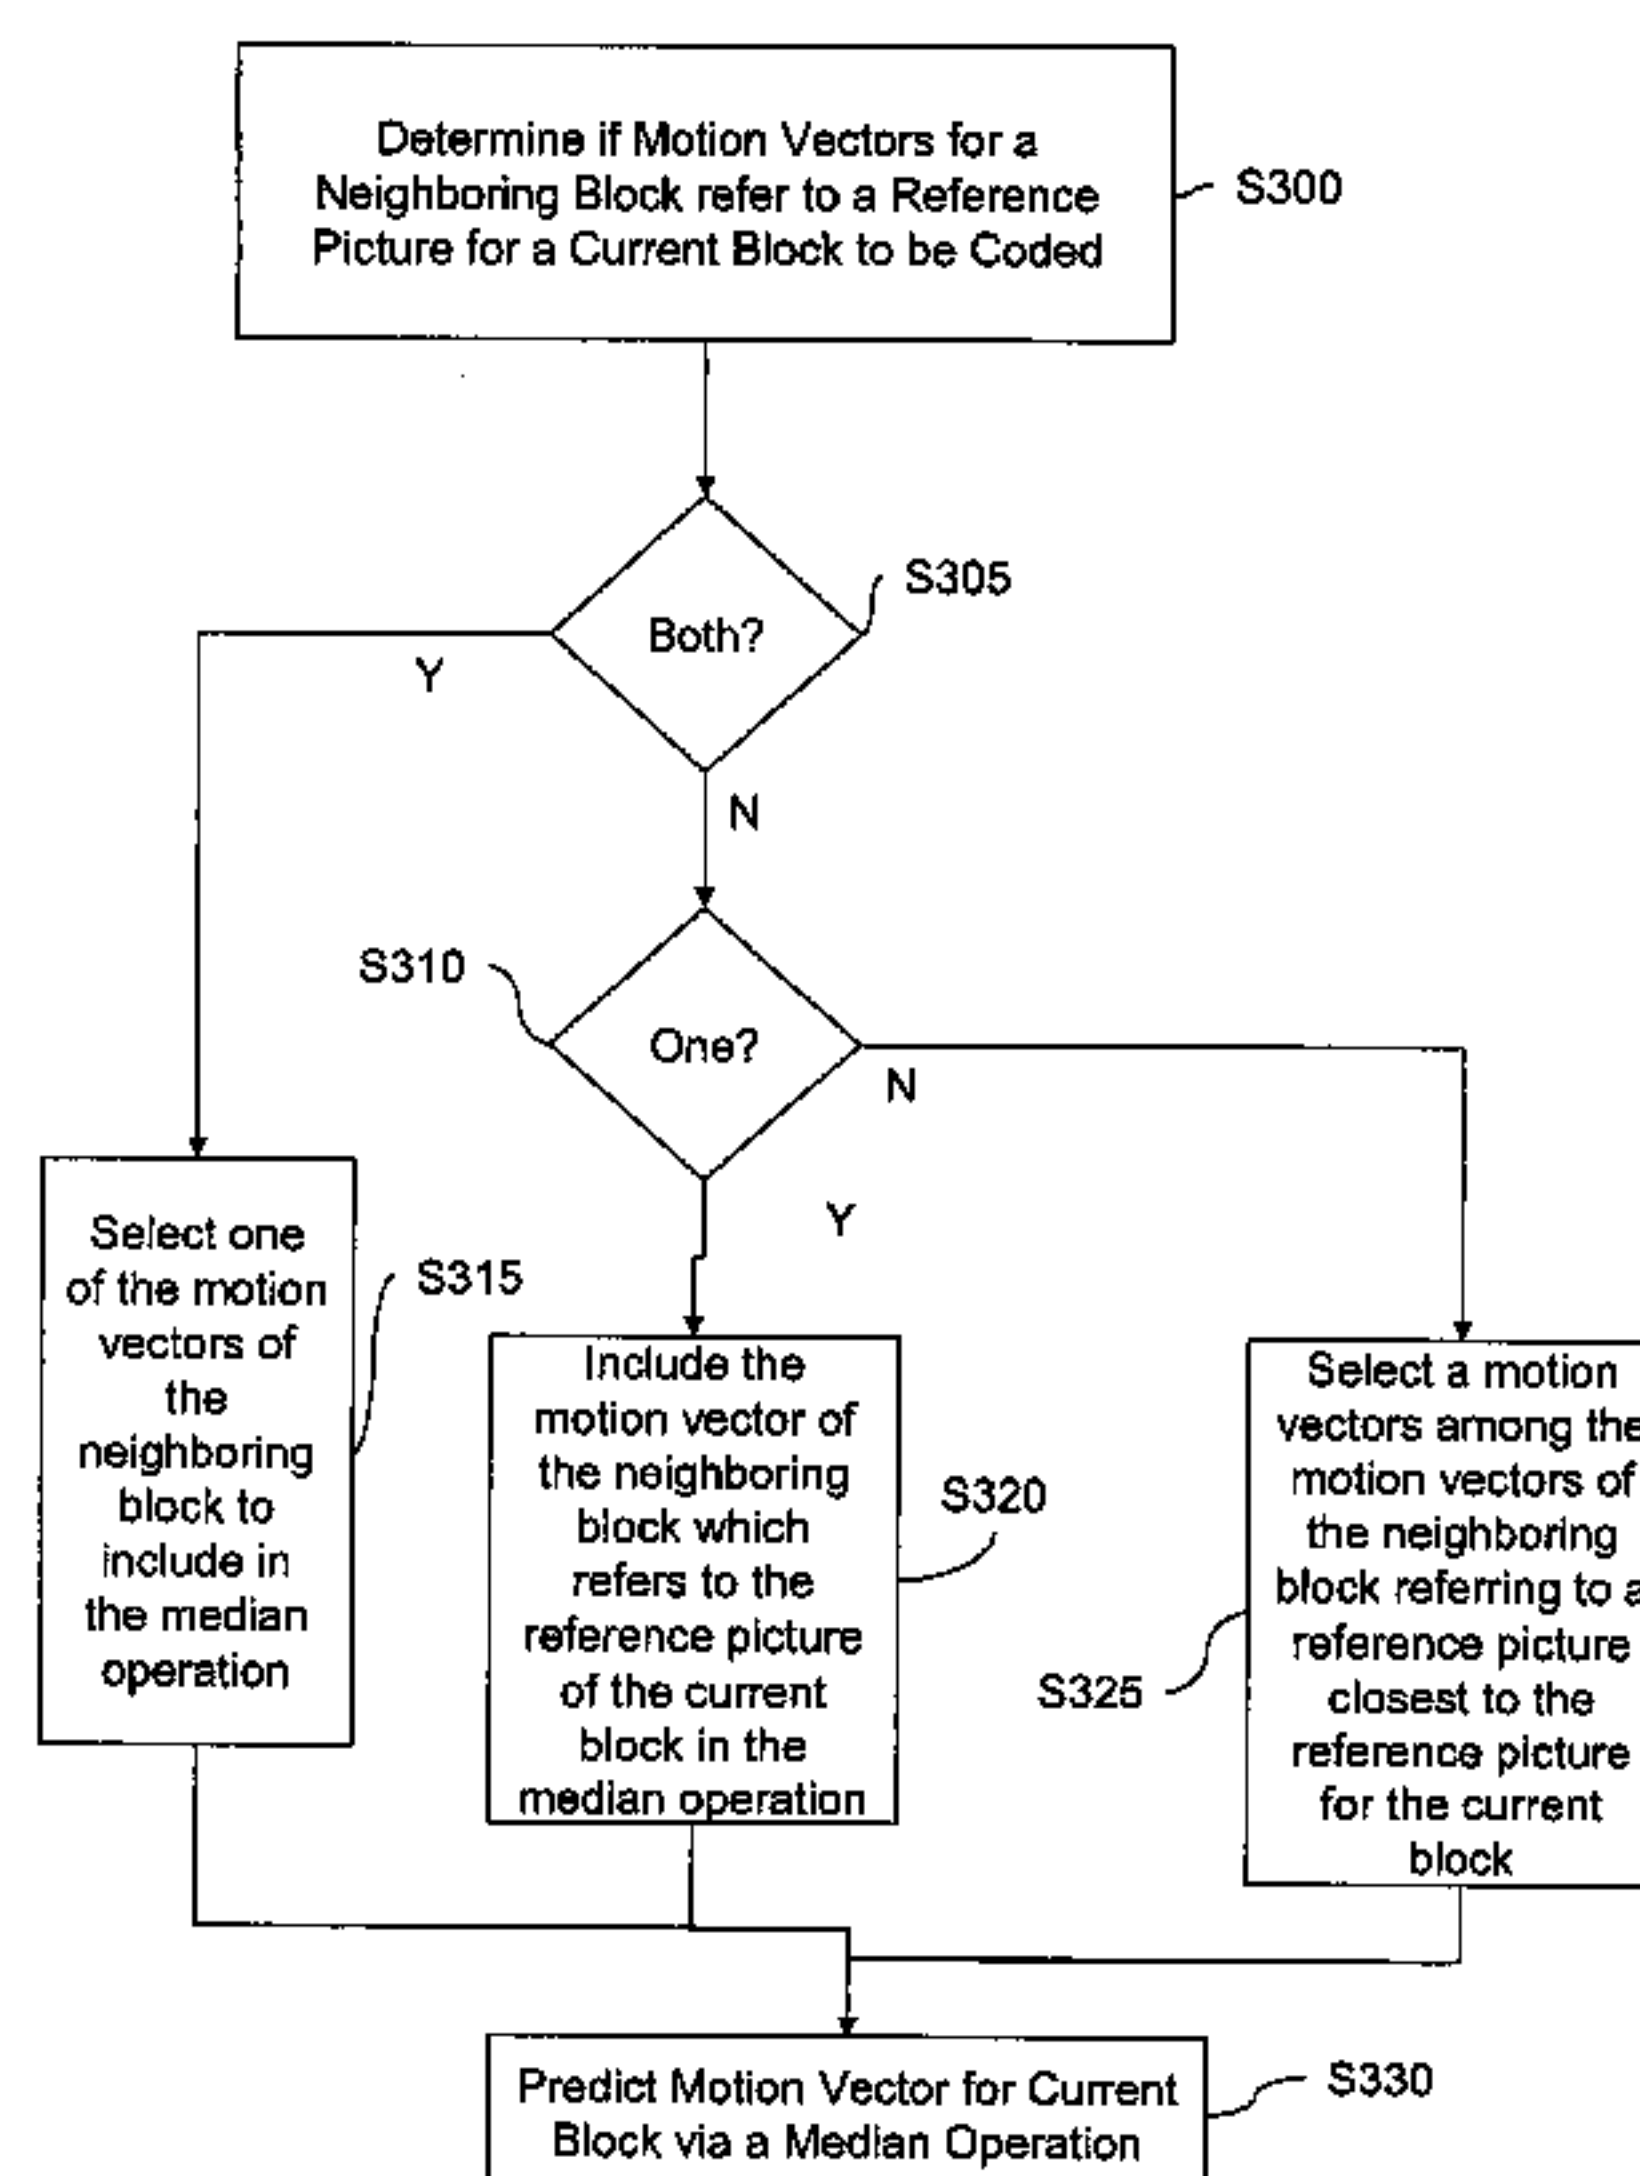 Determine if Motion Vectors for a
Neighboring Block refer to a Reference
Picture for a Current Block to be Coded
S300
Both?
S305
Y
N
S310
One?
N
Y
Select one
of the motion
vectors of
the
neighboring
block to
include in
the median
operation
S315
Include the
motion vector of
the neighboring
block which
refers to the
reference picture
of the current
block in the
median operation
S320
Select a motion
vectors among the
motion vectors of
the neighboring
block referring to a
reference picture
closest to the
reference picture
for the current
block
S325
Predict Motion Vector for Current
Block via a Median Operation
S330